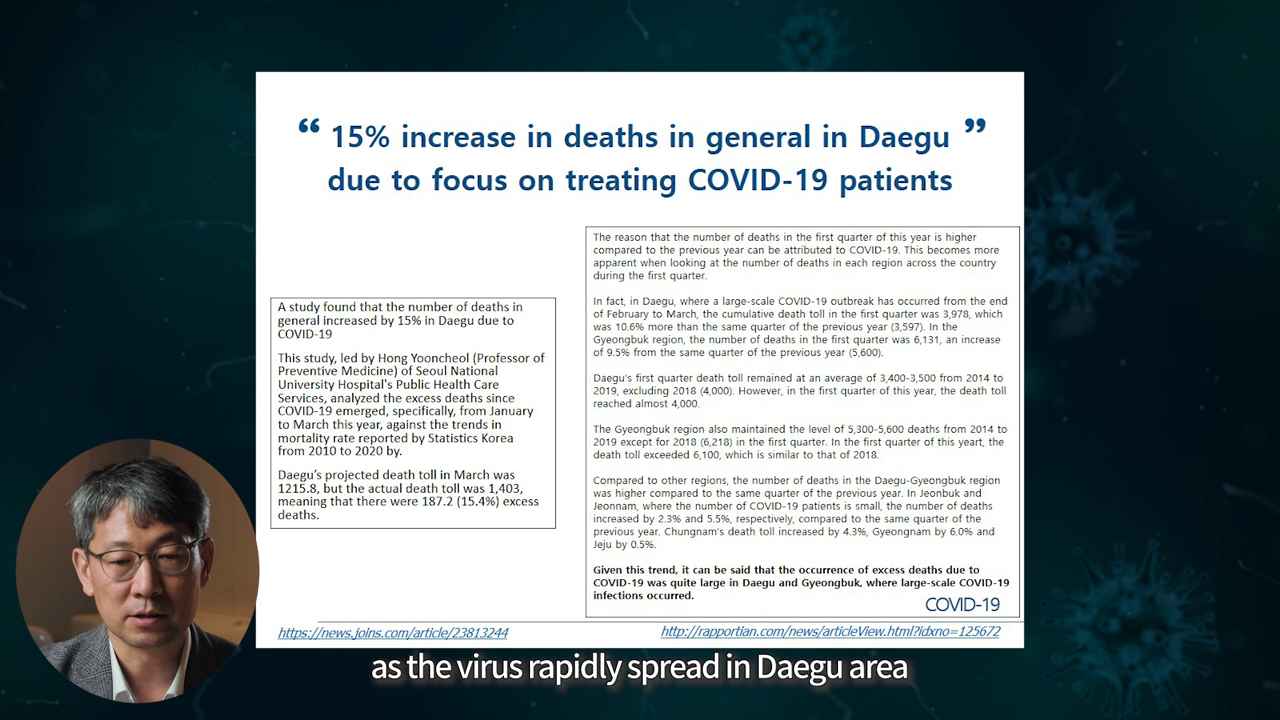 “ 15% increase in deaths in general in Daegu ”
due to focus on treating COVID-19 patients
A study found that the number of deaths in
general increased by 15% in Daegu due to
COVID-19
This study, led by Hong Yooncheol (Professor of
Preventive Medicine) of Seoul National
University Hospital's Public Health Care
Services, analyzed the excess deaths since
COVID-19 emerged, specifically, from January
to March this year, against the trends in
mortality rate reported by Statistics Korea
from 2010 to 2020 by.
Daegu's projected death toll in March was
1215.8, but the actual death toll was 1,403,
meaning that there were 187.2 (15.4%) excess
deaths.
The reason that the number of deaths in the first quarter of this year is higher
compared to the previous year can be attributed to COVID-19. This becomes more
apparent when looking at the number of deaths in each region across the country
during the first quarter.
In fact, in Daegu, where a large-scale COVID-19 outbreak has occurred from the end
of February to March, the cumulative death toll in the first quarter was 3,978, which
was 10.6% more than the same quarter of the previous year (3,597). In the
Gyeongbuk region, the number of deaths in the first quarter was 6,131, an increase
of 9.5% from the same quarter of the previous year (5,600).
Daegu's first quarter death toll remained at an average of 3,400-3,500 from 2014 to
2019, excluding 2018 (4,000). However, in the first quarter of this year, the death toll
reached almost 4,000.
The Gyeongbuk region also maintained the level of 5,300-5,600 deaths from 2014 to
2019 except for 2018 (6,218) in the first quarter. In the first quarter of this yeart, the
death toll exceeded 6,100, which is similar to that of 2018.
Compared to other regions, the number of deaths in the Daegu-Gyeongbuk region
was higher compared to the same quarter of the previous year. In Jeonbuk and
Jeonnam, where the number of COVID-19 patients is small, the number of deaths
increased by 2.3% and 5.5%, respectively, compared to the same quarter of the
previous year. Chungnam's death toll increased by 4.3%, Gyeongnam by 6.0% and
Jeju by 0.5%.
Given this trend, it can be said that the occurrence of excess deaths due to
COVID-19 was quite large in Daegu and Gyeongbuk, where large-scale COVID-19
infections occurred.
COVID-19
https://news.joins.com/article/23813244
http://rapportian.com/news/articleView.html?idxno=125672
as the virus rapidly spread in Daegu area